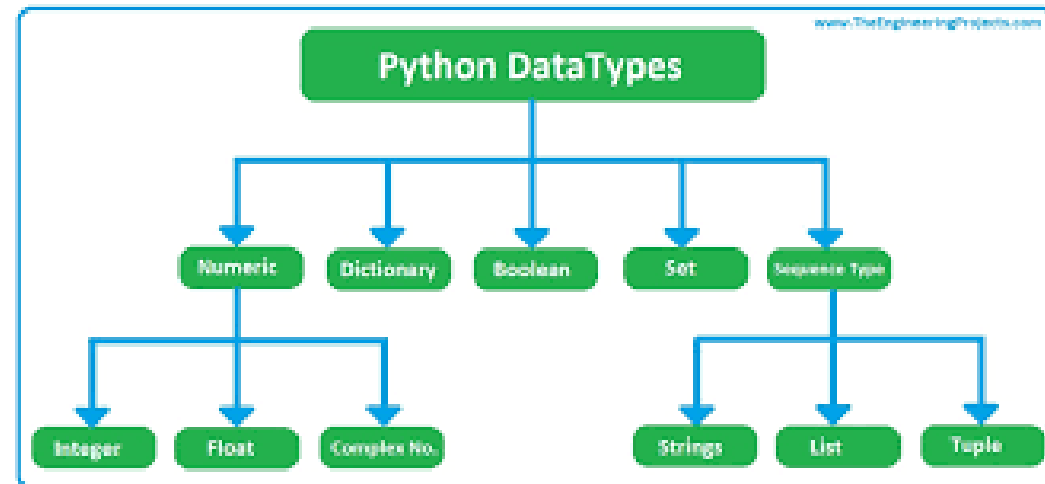 www.TheEngineeringProjects.com
Python DataTypes
Numeric
Dictionary
Boolean
Set
Sequence Type
Integer
Float
Complex No.
Strings
List
Tuple